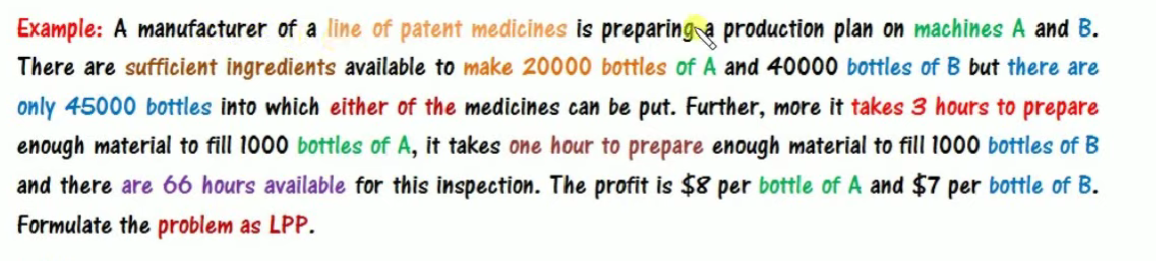 Example: A manufacturer of a line of patent medicines is preparing a production plan on machines A and B.
There are sufficient ingredients available to make 20000 bottles of A and 40000 bottles of B but there are
only 45000 bottles into which either of the medicines can be put. Further, more it takes 3 hours to prepare
enough material to fill 1000 bottles of A, it takes one hour to prepare enough material to fill 1000 bottles of B
and there are 66 hours available for this inspection. The profit is $8 per bottle of A and $7 per bottle of B.
Formulate the problem as LPP.